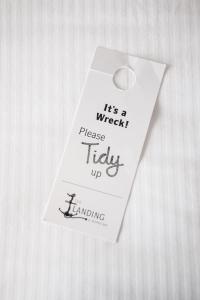 It's a
Wreck!
Please
Tidy
up
LANDING